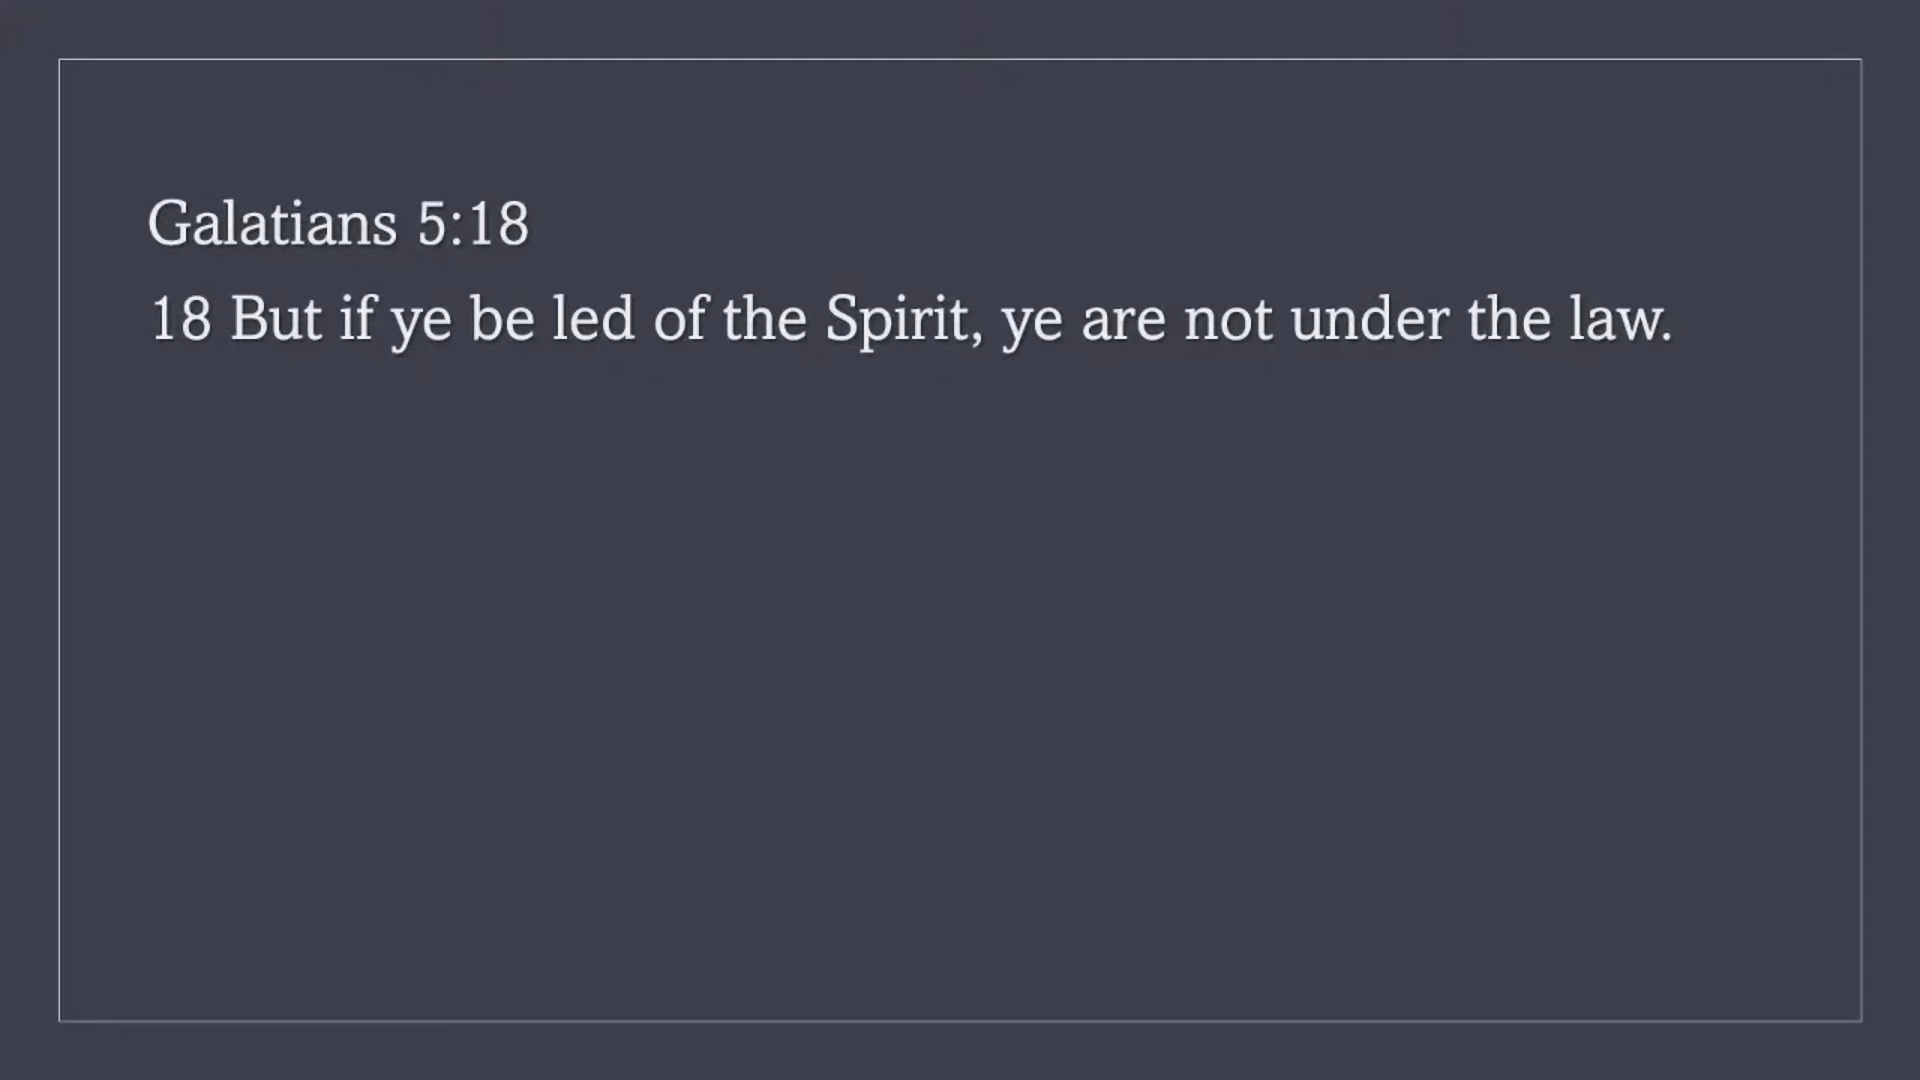 Galatians 5:18
18 But if ye be led of the Spirit, ye are not under the law.